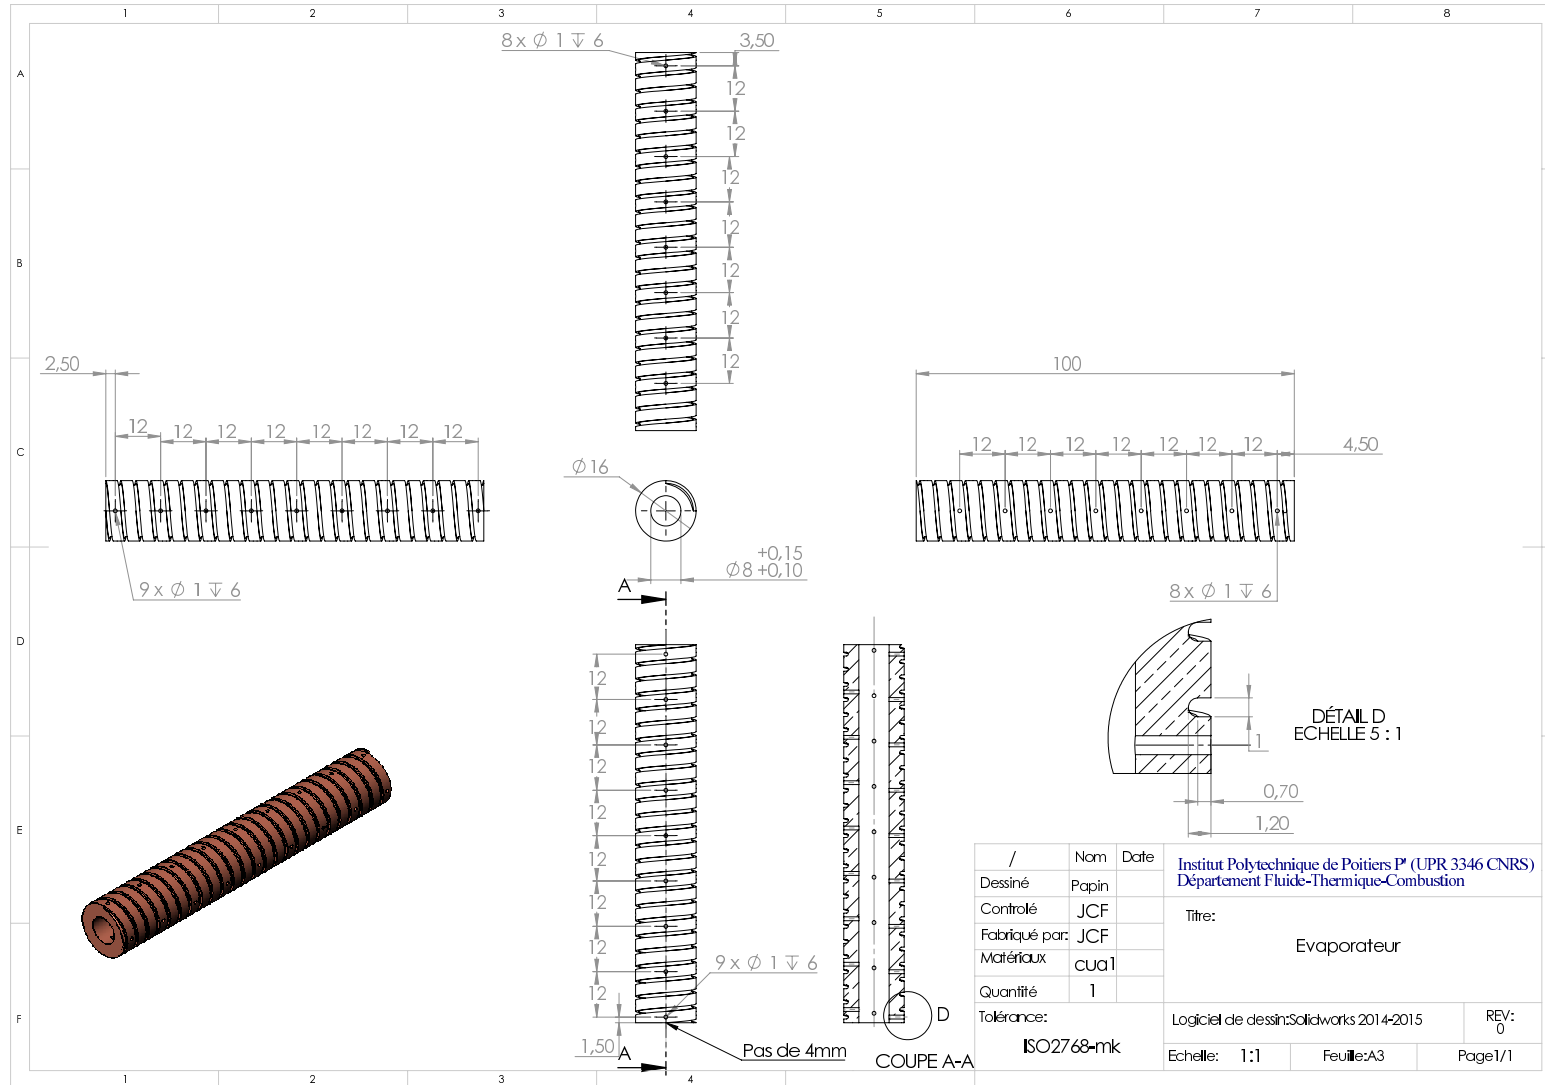 1 2 3 4 5 6 7 8
A
8 x Ø 1 ↧ 6
3,50
12
12
12
12
12
12
12
B
2,50
12 12 12 12 12 12 12 12
9 x Ø 1 ↧ 6
C
Ø 16
+0,15
Ø8 +0,10
100
12 12 12 12 12 12 12 4,50
8 x Ø 1 ↧ 6
D
A
12
12
12
12
12
12
12
12
1,50
9 x Ø 1 ↧ 6
A
Pas de 4mm
D
COUPE A-A
DÉTAIL D
ECHELLE 5 : 1
1
0,70
1,20
E
F
/ Nom Date
Dessiné Papin
Controlé JCF
Fabriqué par: JCF
Matériaux cua1
Quantité 1
Tolérance:
ISO2768-mk
Institut Polytechnique de Poitiers P' (UPR 3346 CNRS)
Département Fluide-Thermique-Combustion
Titre:
Evaporateur
Logiciel de dessin:Solidworks 2014-2015
REV:
0
Echelle: 1:1 Feuille:A3 Page1/1
1 2 3 4